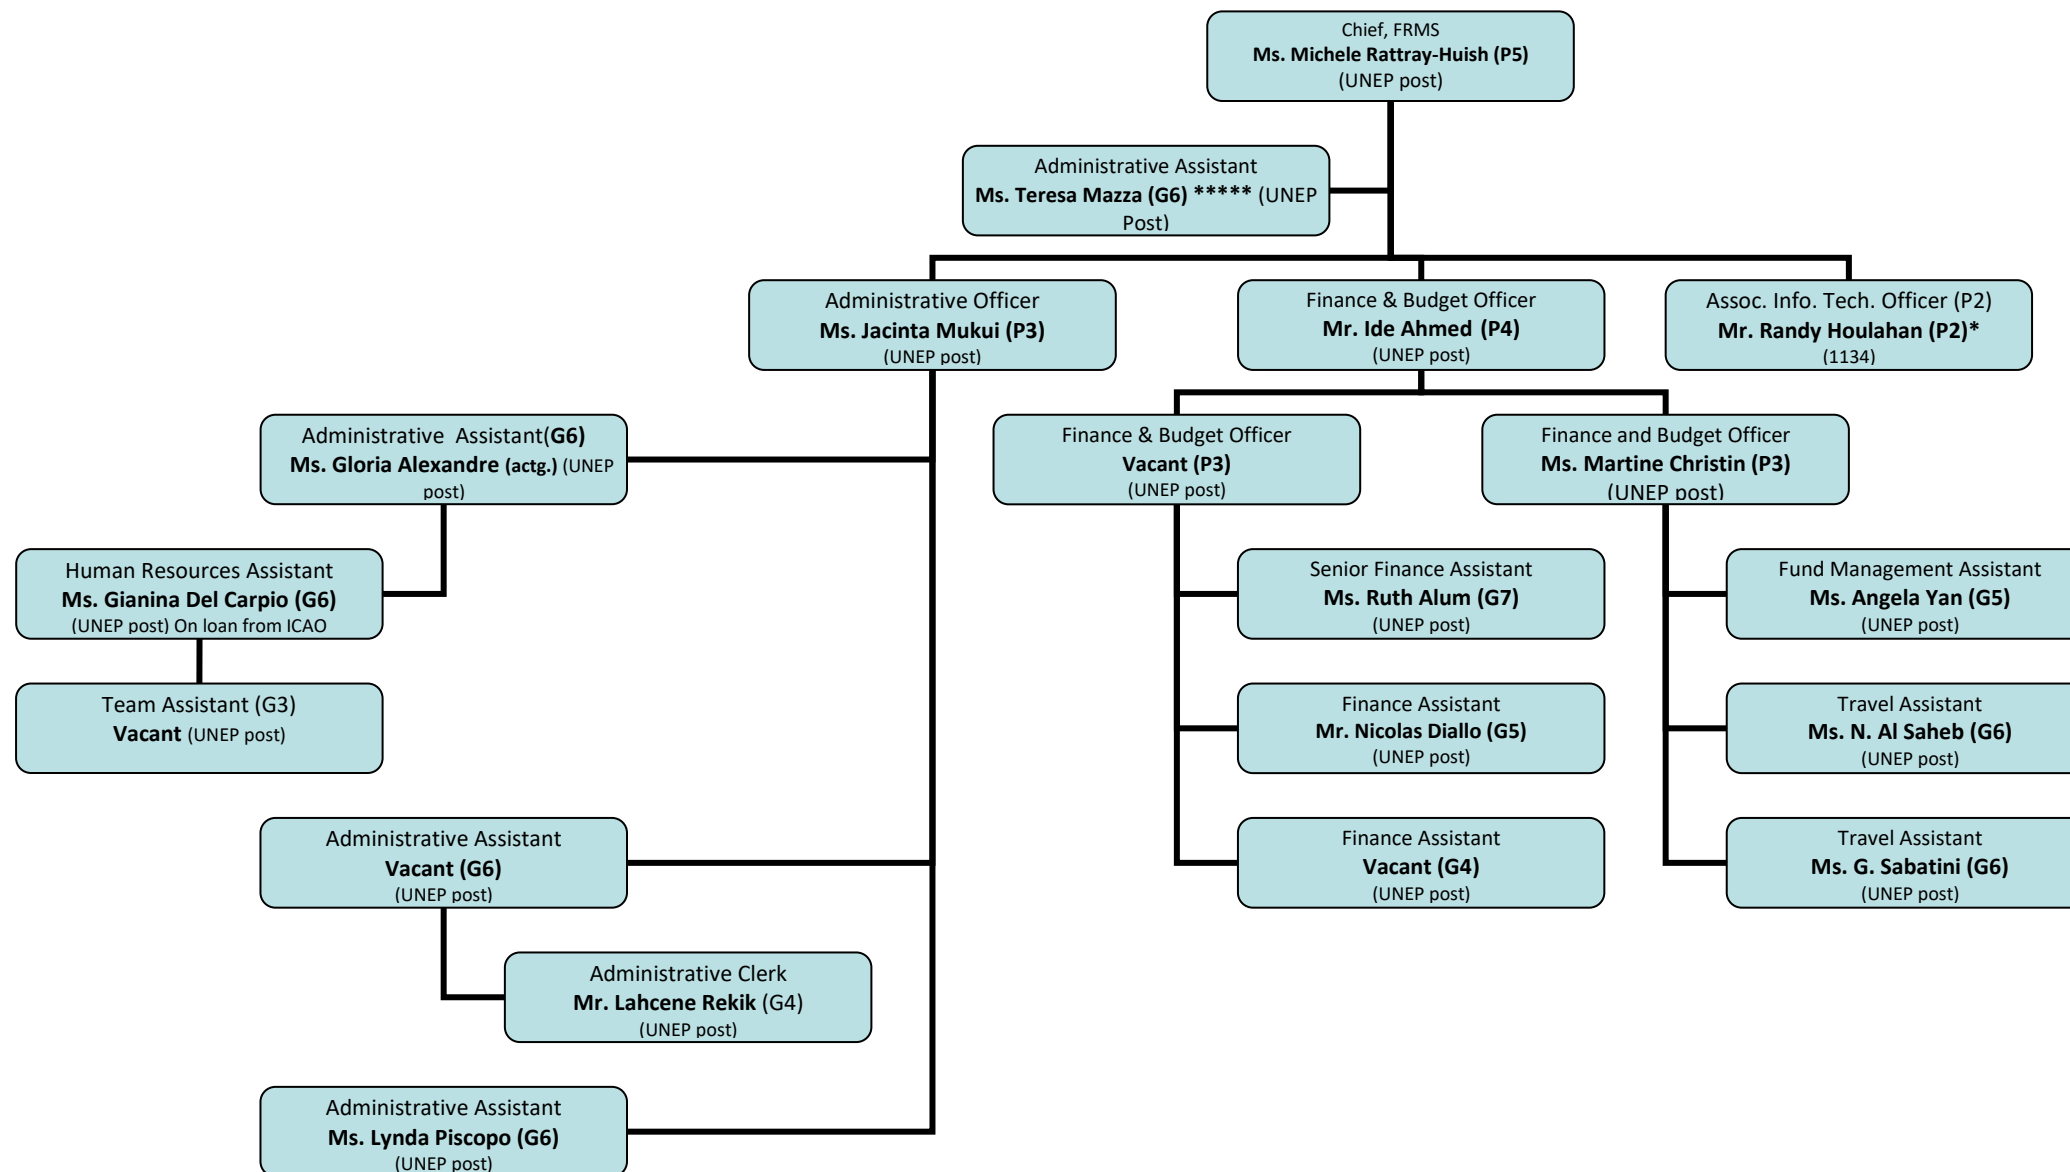 Chief, FRMS
Ms. Michele Rattray-Huish (P5)
(UNEP post)
Administrative Assistant
Ms. Teresa Mazza (G6) ***** (UNEP
Post)
Administrative Officer
Ms. Jacinta Mukui (P3)
(UNEP post)
Finance & Budget Officer
Mr. Ide Ahmed (P4)
(UNEP post)
Assoc. Info. Tech. Officer (P2)
Mr. Randy Houlahan (P2)*
(1134)
Administrative Assistant(G6)
Ms. Gloria Alexandre (actg.) (UNEP
post)
Finance & Budget Officer
Vacant (P3)
(UNEP post)
Finance and Budget Officer
Ms. Martine Christin (P3)
(UNEP post)
Human Resources Assistant
Ms. Gianina Del Carpio (G6)
(UNEP post) On loan from ICAO
Senior Finance Assistant
Ms. Ruth Alum (G7)
(UNEP post)
Fund Management Assistant
Ms. Angela Yan (G5)
(UNEP post)
Team Assistant (G3)
Vacant (UNEP post)
Finance Assistant
Mr. Nicolas Diallo (G5)
(UNEP post)
Travel Assistant
Ms. N. Al Saheb (G6)
(UNEP post)
Administrative Assistant
Vacant (G6)
(UNEP post)
Finance Assistant
Vacant (G4)
(UNEP post)
Travel Assistant
Ms. G. Sabatini (G6)
(UNEP post)
Administrative Clerk
Mr. Lahcene Rekik (G4)
(UNEP post)
Administrative Assistant
Ms. Lynda Piscopo (G6)
(UNEP post)